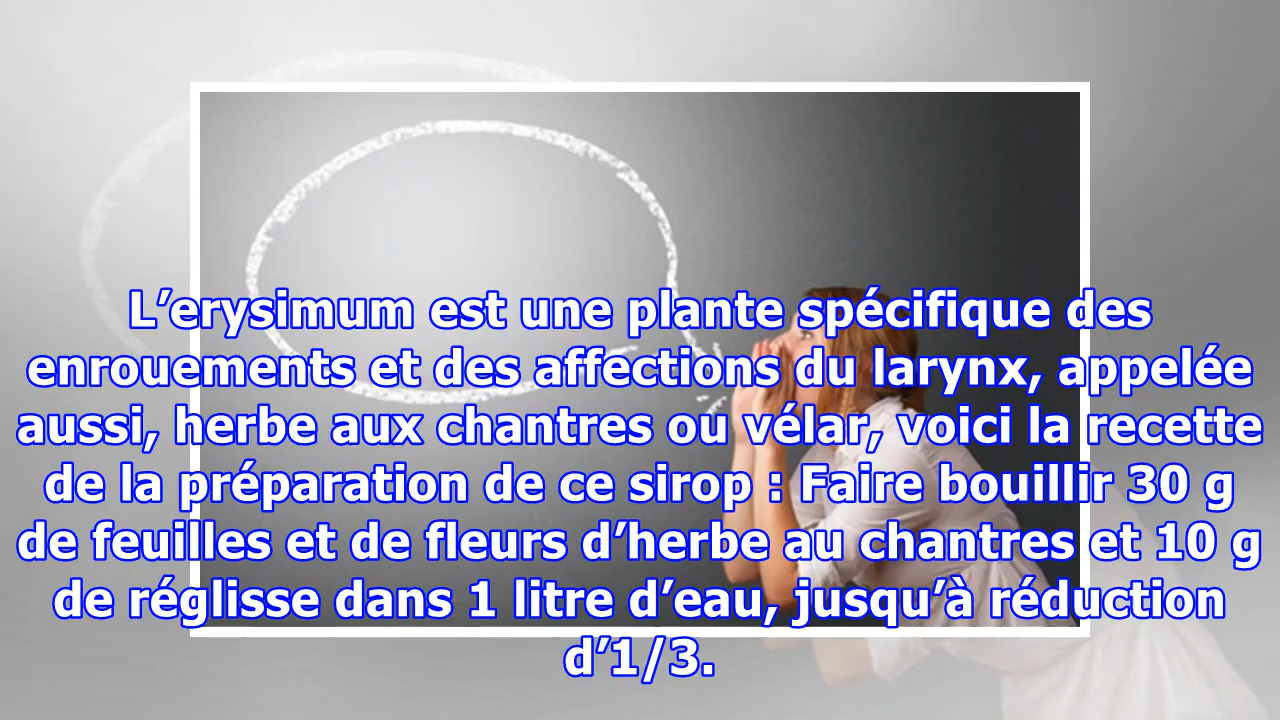 L’erysimum est une plante spécifique des
enrouements et des affections du larynx, appelée
aussi, herbe aux chantres ou vélar, voici la recette
de la préparation de ce sirop : Faire bouillir 30 g
de feuilles et de fleurs d’herbe au chantres et 10 g
de réglisse dans 1 litre d’eau, jusqu’à réduction
d’1/3.